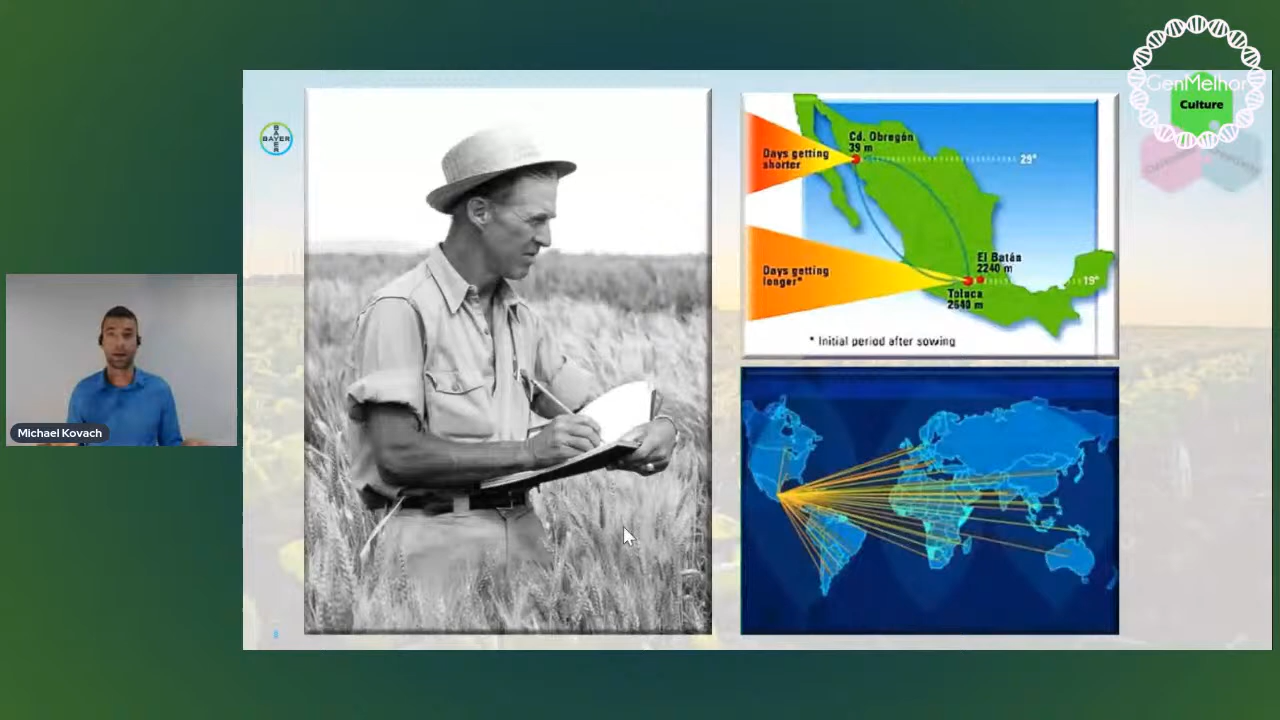 GenMelhor
Culture
BAYER
BAYER
Cd. Obregón
39 m
Days getting
shorter
29°
El Batán
2240 m
Days getting
longer*
19°
Toluca
2640 m
* Initial period after sowing
Michael Kovach